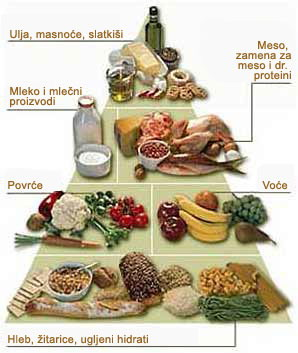 Ulja, masnoće, slatkiši
Meso,
zamena za
meso i dr.
proteini
Mleko i mlečni
proizvodi
Povrće
Voće
Hleb, žitarice, ugljeni hidrati